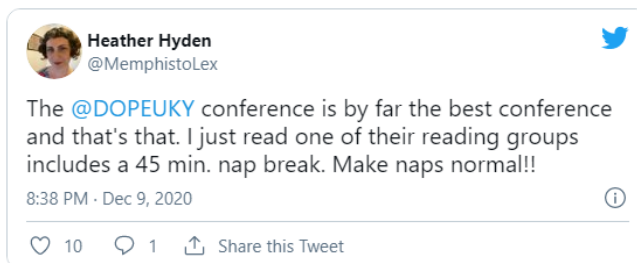 Heather Hyden
@MemphistoLex
The @DOPEUKY conference is by far the best conference
and that's that. I just read one of their reading groups
includes a 45 min. nap break. Make naps normal!!
8:38 PM · Dec 9, 2020
10 1 Share this Tweet